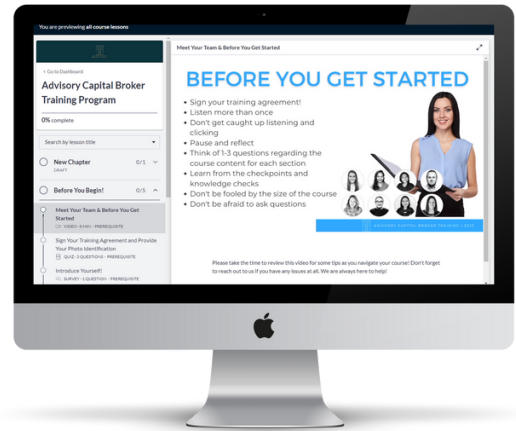 You are previewing all course lessons
< Go to Dashboard
Advisory Capital Broker
Training Program
0% complete
Search by lesson title
New Chapter 0/1
DRAFT
Before You Begin! 0/5
Meet Your Team & Before You Get
Started
VIDEO · 8 MIN · PREREQUISITE
Sign Your Training Agreement and Provide
Your Photo Identification
QUIZ · 3 QUESTIONS · PREREQUISITE
Introduce Yourself!
SURVEY · 1 QUESTION · PREREQUISITE
Meet Your Team & Before You Get Started
BEFORE YOU GET STARTED
• Sign your training agreement!
• Listen more than once
• Don't get caught up listening and
clicking
• Pause and reflect
• Think of 1-3 questions regarding the
course content for each section
• Learn from the checkpoints and
knowledge checks
• Don't be fooled by the size of the course
• Don't be afraid to ask questions
ADVISORY CAPITAL BROKER TRAINING
Please take the time to review this video for some tips as you navigate your course! Don't forget
to reach out to us if you have any issues at all. We are always here to help!